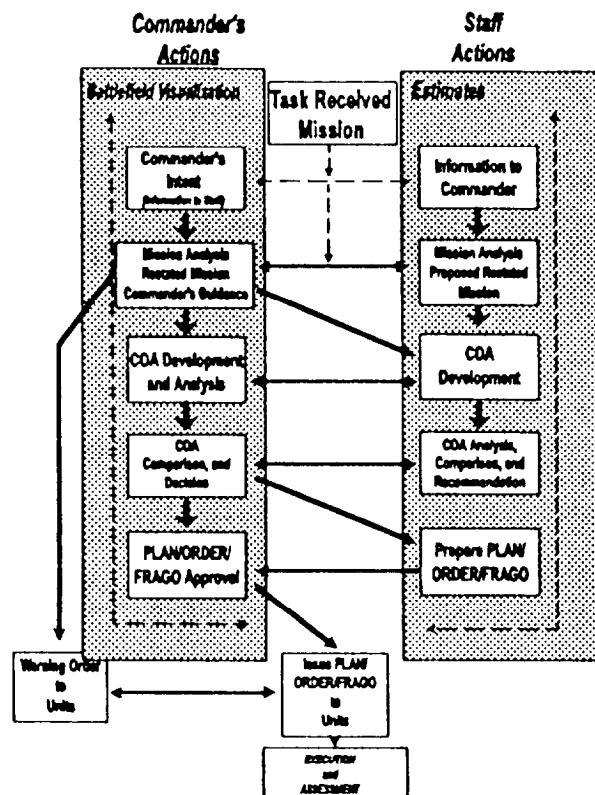 Commander's
Actions
Staff
Actions
Battlefield Visualization
Task Received
Mission
Estimates
Commander's
Intent
(Information to Staff)
Information to
Commander
Mission Analysis
Restated Mission
Commander's Guidance
Mission Analysis
Proposed Restated
Mission
COA Development
and Analysis
COA
Development
COA
Comparison, and
Decision
COA Analysis,
Comparison, and
Recommendation
PLAN/ORDER/
FRAGO Approval
Prepare PLAN/
ORDER/FRAGO
Warning Order
to
Units
Issue PLAN/
ORDER/FRAGO
to
Units
EXECUTION
and
ASSESSMENT